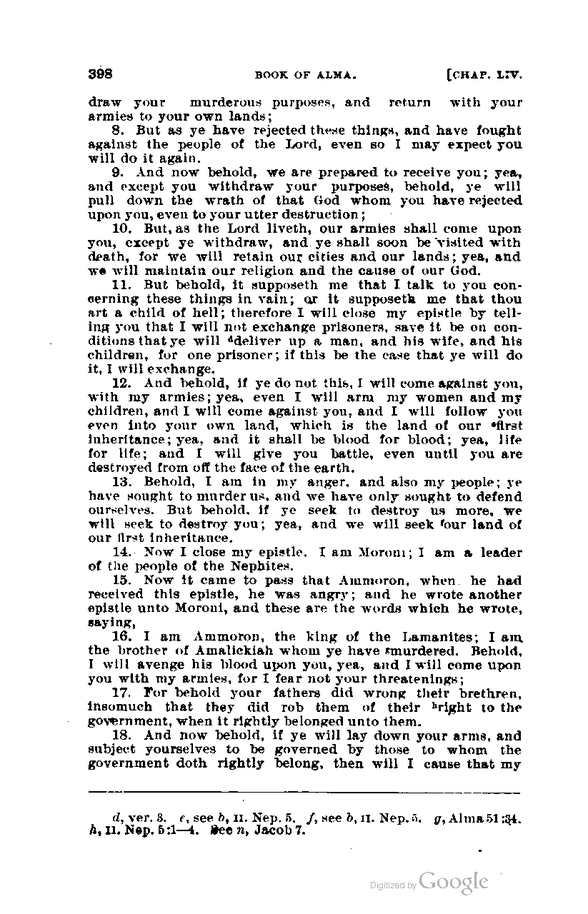 398 BOOK OF ALMA. [CHAP. LIV.
draw your murderous purposes, and return with your
armies to your own lands;
8. But as ye have rejected these things, and have fought
against the people of the Lord, even so I may expect you
will do it again.
9. And now behold, we are prepared to receive you; yea,
and except you withdraw your purposes, behold, ye will
pull down the wrath of that God whom you have rejected
upon you, even to your utter destruction;
10. But, as the Lord liveth, our armies shall come upon
you, except ye withdraw, and ye shall soon be visited with
death, for we will retain our cities and our lands; yea, and
we will maintain our religion and the cause of our God.
11. But behold, it supposeth me that I talk to you con-
cerning these things in vain; or it supposeth me that thou
art a child of hell; therefore I will close my epistle by tell-
ing you that I will not exchange prisoners, save it be on con-
ditions that ye will ᵈdeliver up a man, and his wife, and his
children, for one prisoner; if this be the case that ye will do
it, I will exchange.
12. And behold, if ye do not this, I will come against you,
with my armies; yea, even I will arm my women and my
children, and I will come against you, and I will follow you
even into your own land, which is the land of our ᵉfirst
inheritance; yea, and it shall be blood for blood; yea, life
for life; and I will give you battle, even until you are
destroyed from off the face of the earth.
13. Behold, I am in my anger, and also my people; ye
have sought to murder us, and we have only sought to defend
ourselves. But behold, if ye seek to destroy us more, we
will seek to destroy you; yea, and we will seek ᶠour land of
our first inheritance.
14. Now I close my epistle. I am Moroni; I am a leader
of the people of the Nephites.
15. Now it came to pass that Ammoron, when he had
received this epistle, he was angry; and he wrote another
epistle unto Moroni, and these are the words which he wrote,
saying,
16. I am Ammoron, the king of the Lamanites; I am
the brother of Amalickiah whom ye have ᵍmurdered. Behold,
I will avenge his blood upon you, yea, and I will come upon
you with my armies, for I fear not your threatenings;
17. For behold your fathers did wrong their brethren,
insomuch that they did rob them of their ʰright to the
government, when it rightly belonged unto them.
18. And now behold, if ye will lay down your arms, and
subject yourselves to be governed by those to whom the
government doth rightly belong, then will I cause that my
d, ver. 3. e, see b, II. Nep. 5. f, see b, II. Nep. 5. g, Alma 51:34.
h, II. Nep. 5:1—4. See n, Jacob 7.
Digitized by Google